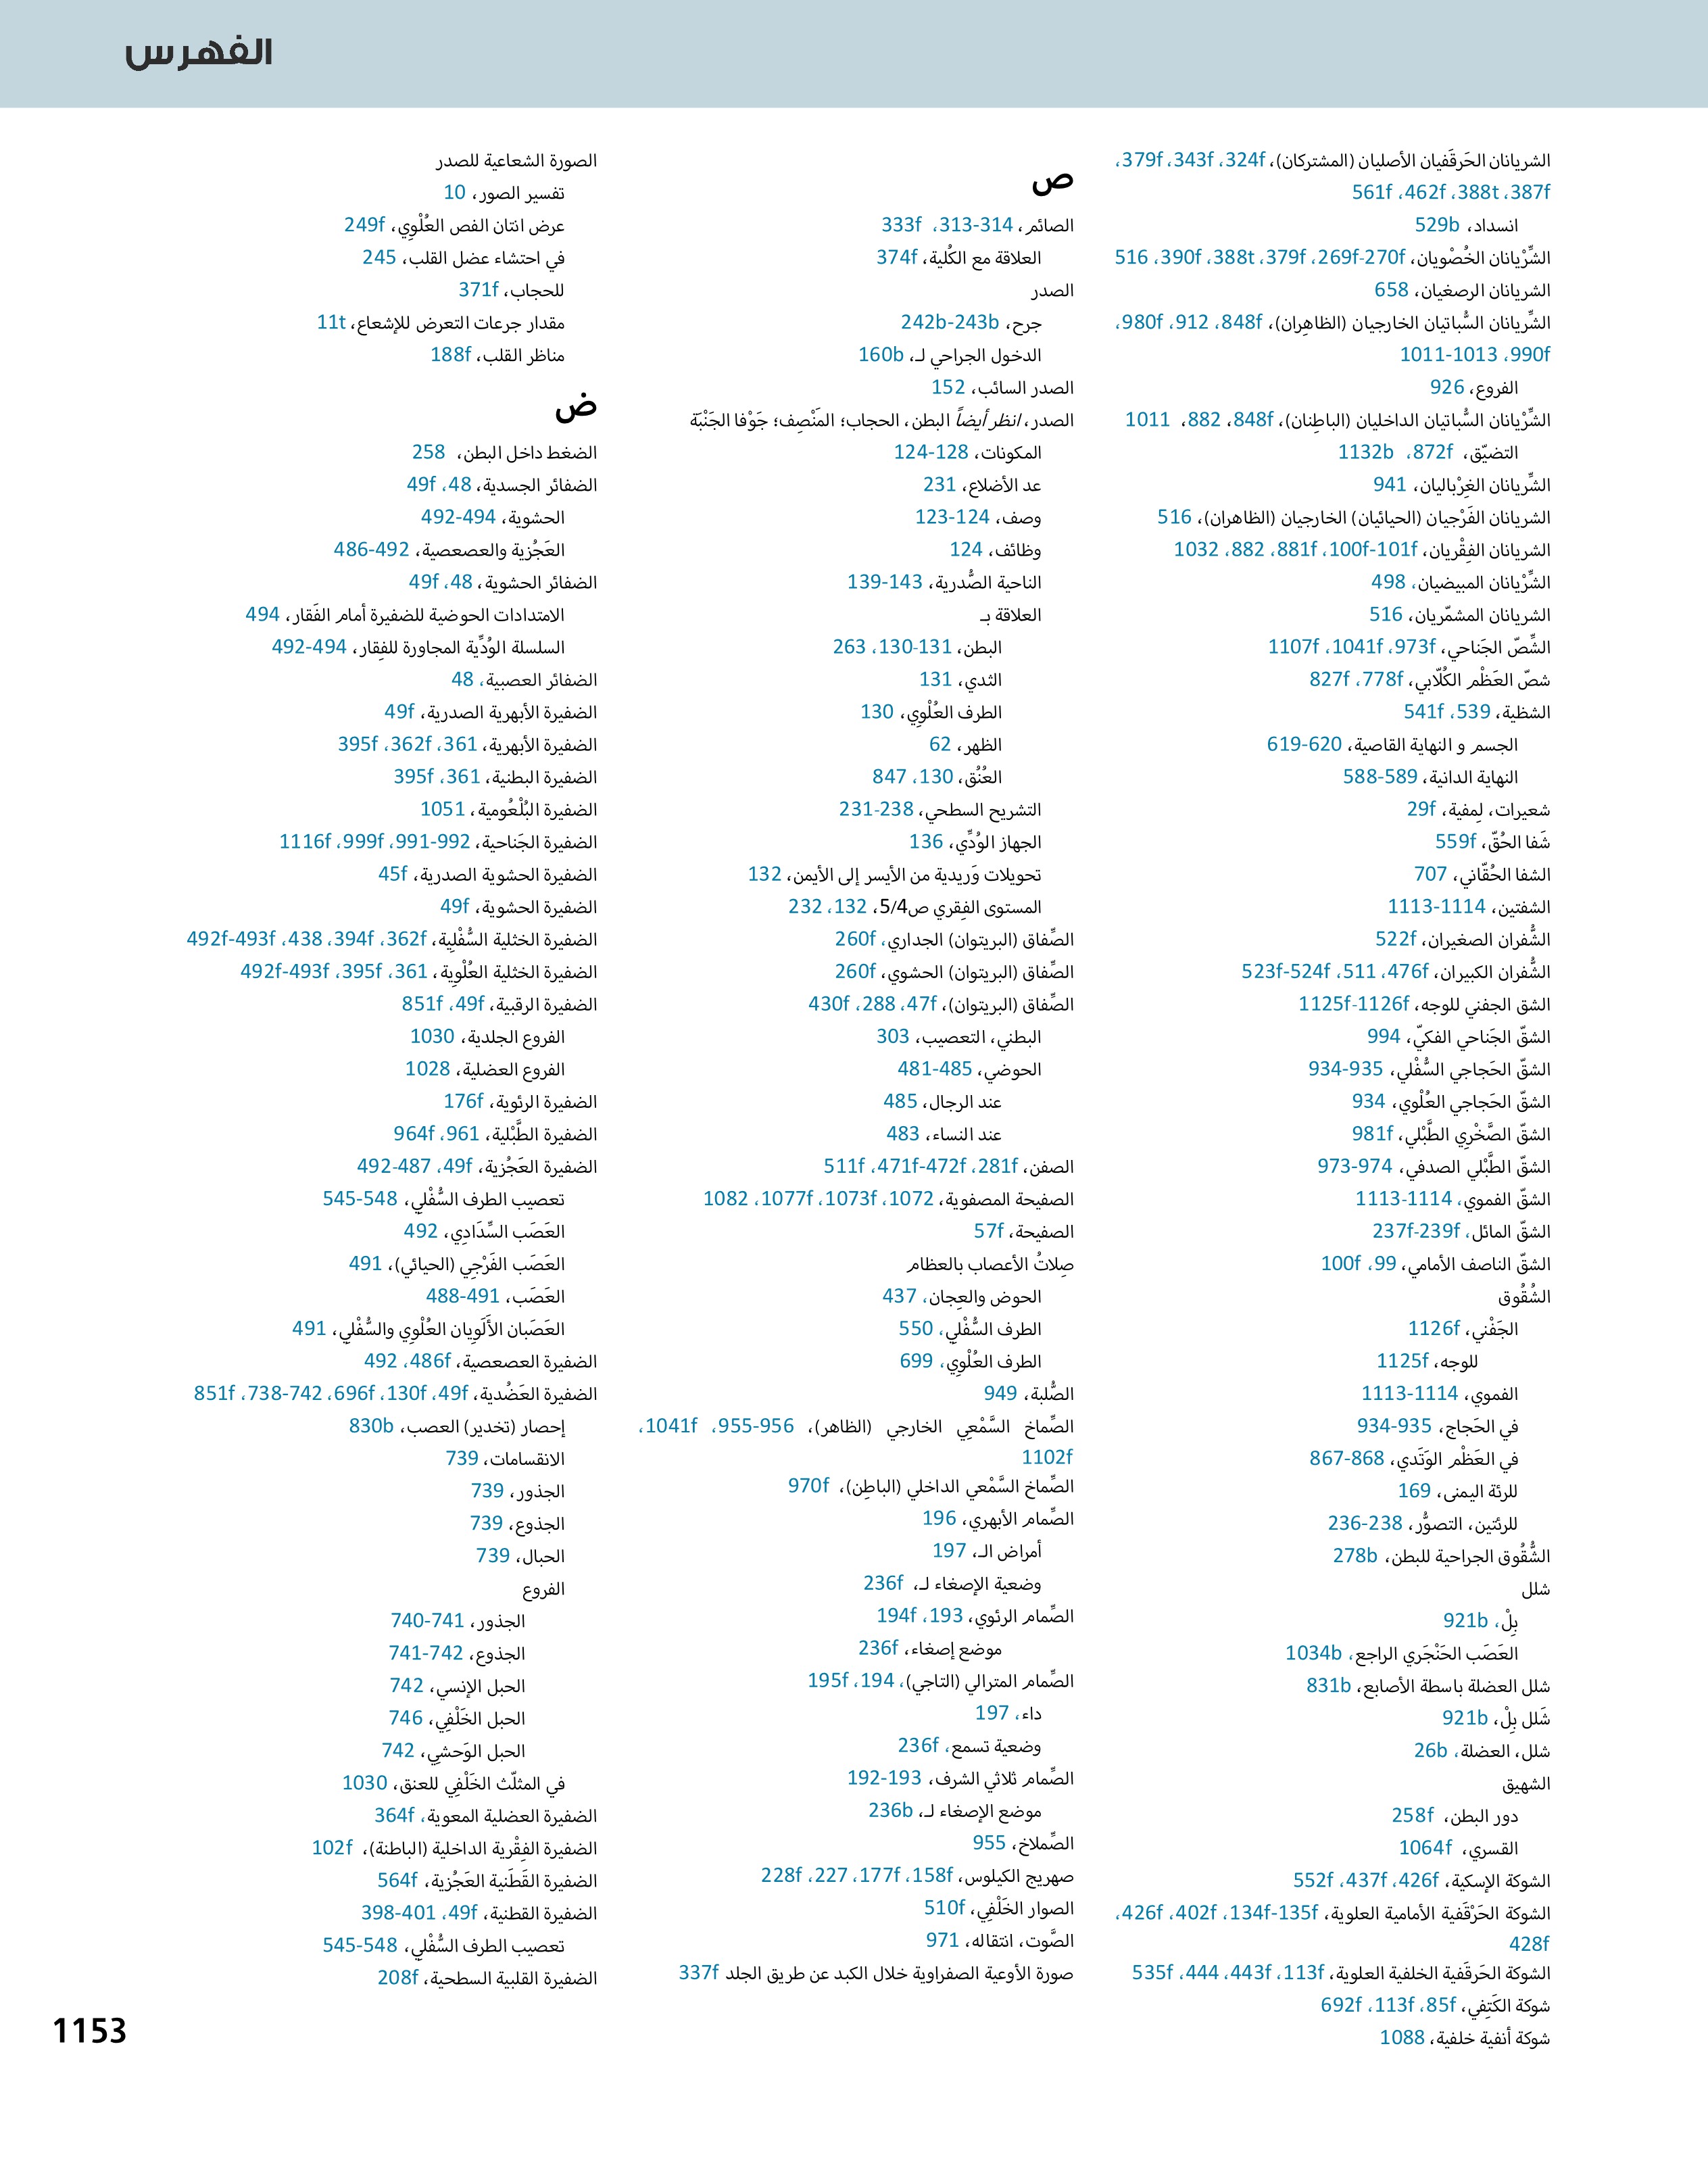 الفهرس
الشريانان الحَرقَفيان الأصليان (المشتركان)، 324f، 343f، 379f،
387f، 388t، 462f، 561f
انسداد، 529b
الشِّرْيانان الخُصْويان، 269f-270f، 379f، 388t، 390f، 516
الشريانان الرصغيان، 658
الشِّريانان السُّباتيان الخارجيان (الظاهِران)، 848f، 912، 980f،
990f، 1011-1013
الفروع، 926
الشِّرْيانان السُّباتيان الداخليان (الباطِنان)، 848f، 882، 1011
التضيّق، 872f، 1132b
الشِّريانان الغِرْباليان، 941
الشريانان الفَرْجيان (الحيائيان) الخارجيان (الظاهران)، 516
الشريانان الفِقْريان، 100f-101f، 881f، 882، 1032
الشِّرْيانان المبيضيان، 498
الشريانان المشمّريان، 516
الشِّصّ الجَناحي، 973f، 1041f، 1107f
شصّ العَظْم الكُلّابي، 778f، 827f
الشظية، 539، 541f
الجسم و النهاية القاصية، 619-620
النهاية الدانية، 588-589
شعيرات، لِمفية، 29f
شَفا الحُقّ، 559f
الشفا الحُقّاني، 707
الشفتين، 1113-1114
الشُّفران الصغيران، 522f
الشُّفران الكبيران، 476f، 511، 523f-524f
الشق الجفني للوجه، 1125f-1126f
الشقّ الجَناحي الفكيّ، 994
الشقّ الحَجاجي السُّفْلي، 934-935
الشقّ الحَجاجي العُلْوي، 934
الشقّ الصَّخْرِي الطَّبْلي، 981f
الشقّ الطَّبْلي الصدفي، 973-974
الشقّ الفموي، 1113-1114
الشقّ المائل، 237f-239f
الشقّ الناصف الأمامي، 99، 100f
الشُقُوق
الجَفْني، 1126f
للوجه، 1125f
الفموي، 1113-1114
في الحَجاج، 934-935
في العَظْم الوَتَدي، 867-868
للرئة اليمنى، 169
للرئتين، التصوُّر، 236-238
الشُّقُوق الجراحية للبطن، 278b
شلل
بِلْ، 921b
العَصَب الحَنْجَري الراجع، 1034b
شلل العضلة باسطة الأصابع، 831b
شَلل بِلْ، 921b
شلل، العضلة، 26b
الشهيق
دور البطن، 258f
القسري، 1064f
الشوكة الإسكية، 426f، 437f، 552f
الشوكة الحَرْقَفية الأمامية العلوية، 134f-135f، 402f، 426f،
428f
الشوكة الحَرقَفية الخلفية العلوية، 113f، 443f، 444، 535f
شوكة الكَتِفي، 85f، 113f، 692f
شوكة أنفية خلفية، 1088
ص
الصائم، 313-314، 333f
العلاقة مع الكُلية، 374f
الصدر
جرح، 242b-243b
الدخول الجراحي لـ، 160b
الصدر السائب، 152
الصدر، انظر أيضاً البطن، الحجاب؛ المَنْصِف؛ جَوْفا الجَنْبَة
المكونات، 124-128
عد الأضلاع، 231
وصف، 123-124
وظائف، 124
الناحية الصُّدرية، 139-143
العلاقة بـ
البطن، 130-131، 263
الثدي، 131
الطرف العُلْوِي، 130
الظهر، 62
العُنُق، 130، 847
التشريح السطحي، 231-238
الجهاز الوُدِّي، 136
تحويلات وَريدية من الأيسر إلى الأيمن، 132
المستوى الفِقري ص5/4، 132، 232
الصِّفاق (البريتوان) الجداري، 260f
الصِّفاق (البريتوان) الحشوي، 260f
الصِّفاق (البريتوان)، 47f، 288، 430f
البطني، التعصيب، 303
الحوضي، 481-485
عند الرجال، 485
عند النساء، 483
الصفن، 281f، 471f-472f، 511f
الصفيحة المصفوية، 1072، 1073f، 1077f، 1082
الصفيحة، 57f
صِلاتُ الأعصاب بالعظام
الحوض والعِجان، 437
الطرف السُّفْلِي، 550
الطرف العُلْوِي، 699
الصُّلبة، 949
الصِّماخ السَّمْعِي الخارجي (الظاهر)، 955-956، 1041f،
1102f
الصِّماخ السَّمْعي الداخلي (الباطِن)، 970f
الصِّمام الأبهري، 196
أمراض الـ، 197
وضعية الإصغاء لـ، 236f
الصِّمام الرئوي، 193، 194f
موضع إصغاء، 236f
الصِّمام المترالي (التاجي)، 194، 195f
داء، 197
وضعية تسمع، 236f
الصِّمام ثلاثي الشرف، 192-193
موضع الإصغاء لـ، 236b
الصِّملاخ، 955
صهريج الكيلوس، 158f، 177f، 227، 228f
الصوار الخَلْفِي، 510f
الصَّوت، انتقاله، 971
صورة الأوعية الصفراوية خلال الكبد عن طريق الجلد 337f
الصورة الشعاعية للصدر
تفسير الصور، 10
عرض انتان الفص العُلْوِي، 249f
في احتشاء عضل القلب، 245
للحجاب، 371f
مقدار جرعات التعرض للإشعاع، 11t
مناظر القلب، 188f
ض
الضغط داخل البطن، 258
الضفائر الجسدية، 48، 49f
الحشوية، 492-494
العَجُزية والعصعصية، 486-492
الضفائر الحشوية، 48، 49f
الامتدادات الحوضية للضفيرة أمام الفَقار، 494
السلسلة الوُدِّية المجاورة للفِقار، 492-494
الضفائر العصبية، 48
الضفيرة الأبهرية الصدرية، 49f
الضفيرة الأبهرية، 361، 362f، 395f
الضفيرة البطنية، 361، 395f
الضفيرة البُلْعُومية، 1051
الضفيرة الجَناحية، 991-992، 999f، 1116f
الضفيرة الحشوية الصدرية، 45f
الضفيرة الحشوية، 49f
الضفيرة الخثلية السُّفْلِية، 362f، 394f، 438، 492f-493f
الضفيرة الخثلية العُلْوِية، 361، 395f، 492f-493f
الضفيرة الرقبية، 49f، 851f
الفروع الجلدية، 1030
الفروع العضلية، 1028
الضفيرة الرئوية، 176f
الضفيرة الطَّبْلية، 961، 964f
الضفيرة العَجُزية، 49f، 487-492
تعصيب الطرف السُّفْلِي، 545-548
العَصَب السِّدَادِي، 492
العَصَب الفَرْجِي (الحيائي)، 491
العَصَب، 488-491
العَصَبان الأَلَوِيان العُلْوِي والسُّفْلِي، 491
الضفيرة العصعصية، 486f، 492
الضفيرة العَضُدية، 49f، 130f، 696f، 738-742، 851f
إحصار (تخدير) العصب، 830b
الانقسامات، 739
الجذور، 739
الجذوع، 739
الحبال، 739
الفروع
الجذور، 740-741
الجذوع، 741-742
الحبل الإنسي، 742
الحبل الخَلْفِي، 746
الحبل الوَحشِي، 742
في المثلّث الخَلْفِي للعنق، 1030
الضفيرة العضلية المعوية، 364f
الضفيرة الفِقْرية الداخلية (الباطنة)، 102f
الضفيرة القَطَنية العَجُزية، 564f
الضفيرة القطنية، 49f، 398-401
تعصيب الطرف السُّفْلِي، 545-548
الضفيرة القلبية السطحية، 208f
1153